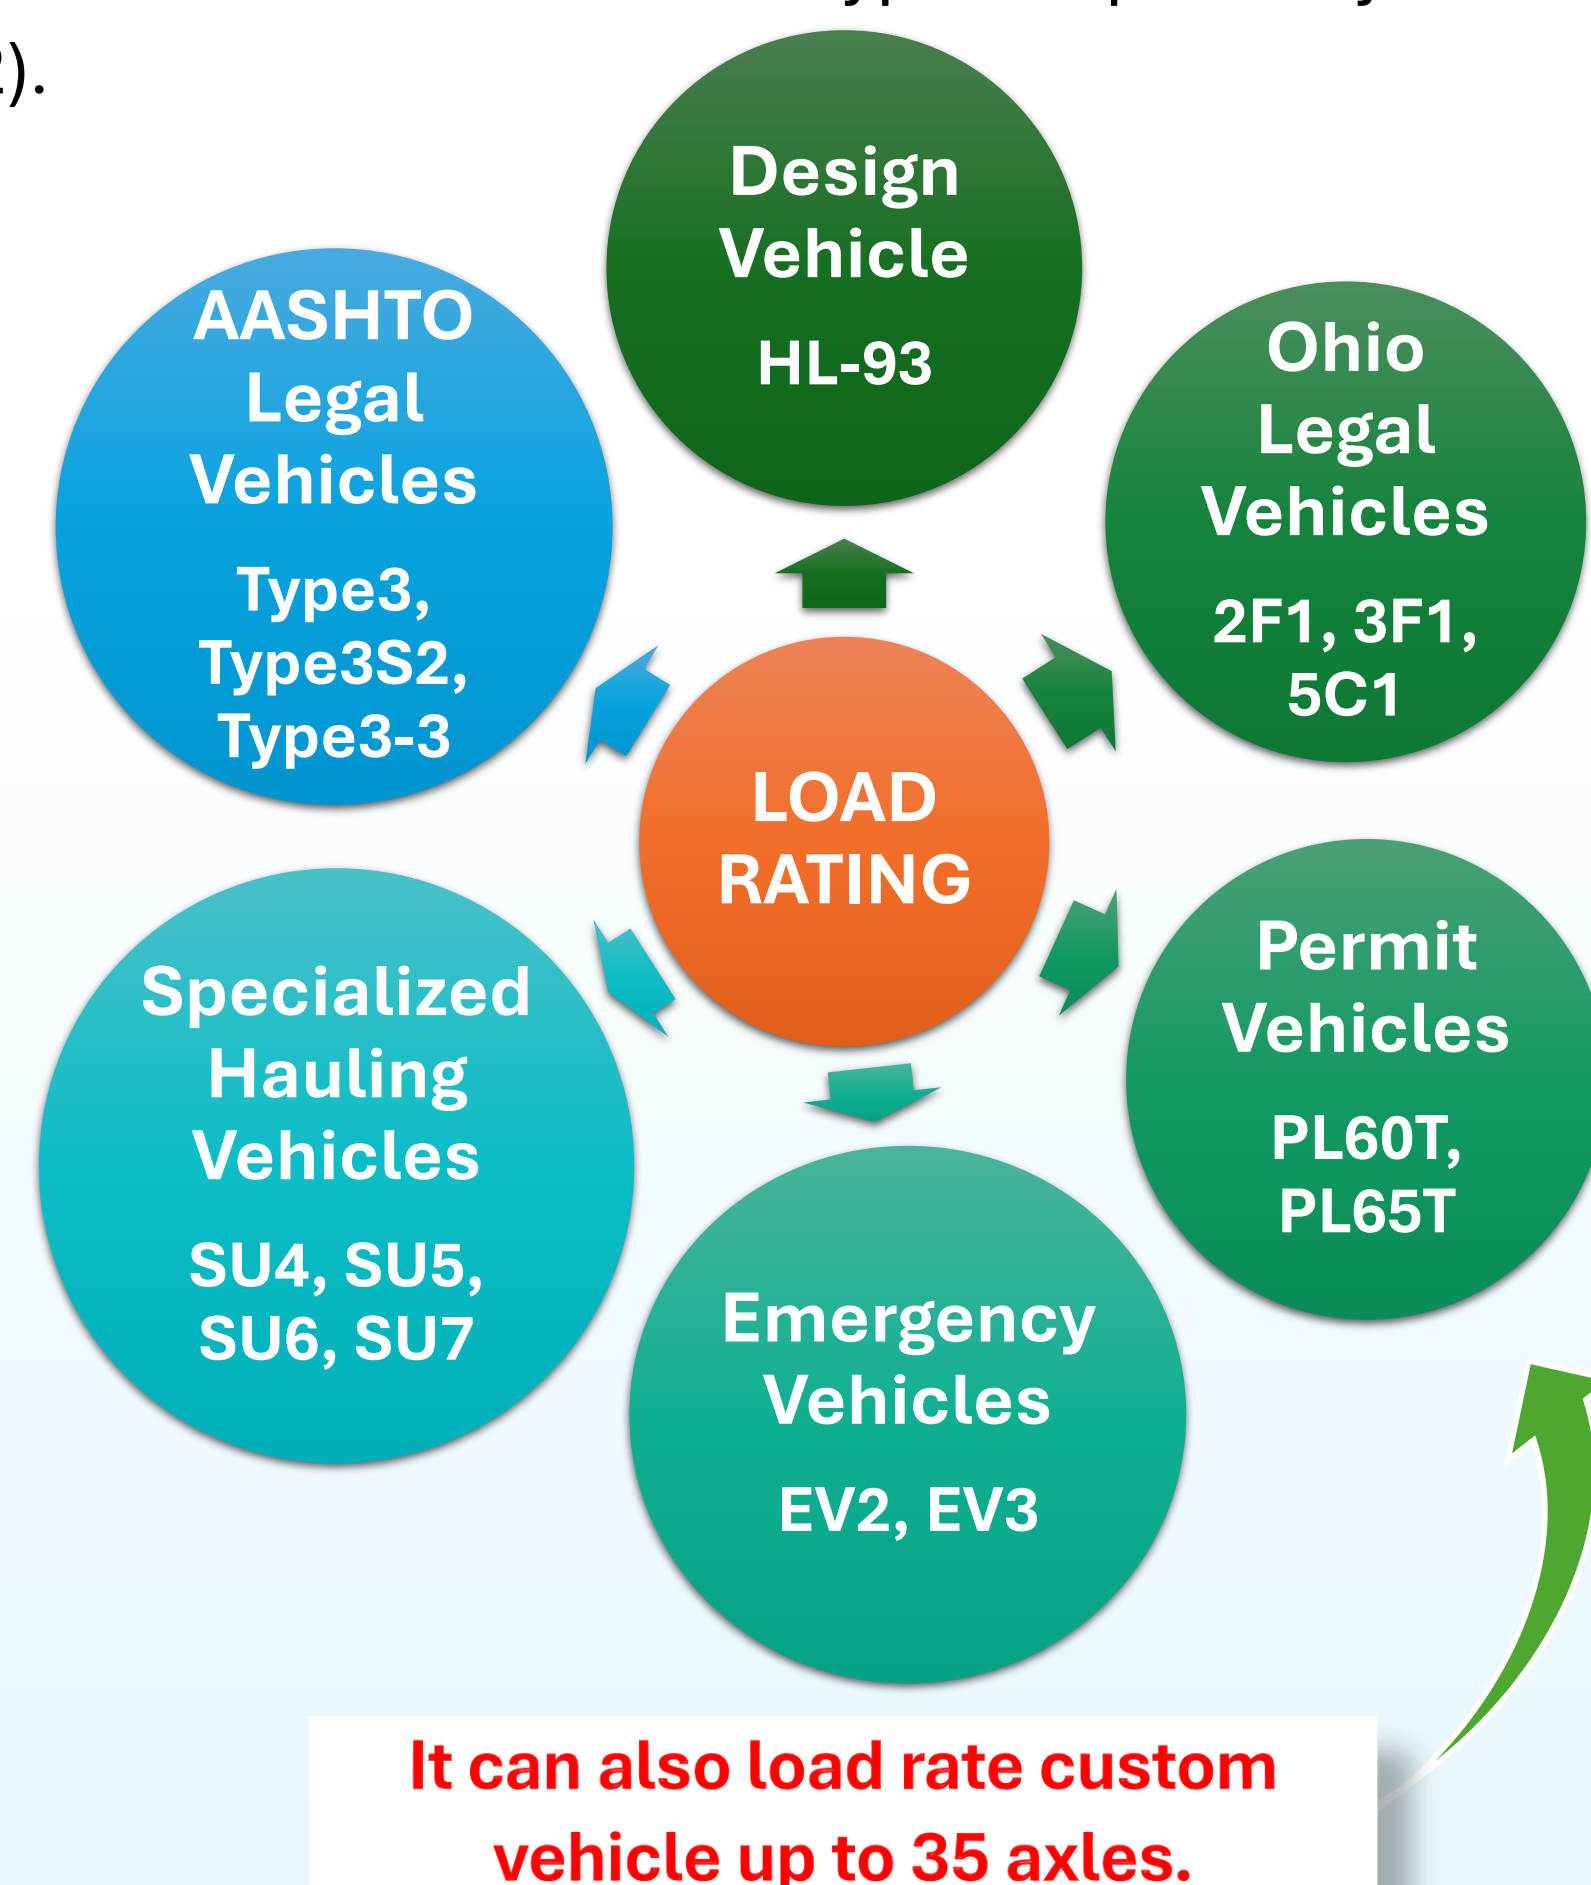 2).
Design
Vehicle
HL-93
AASHTO
Legal
Vehicles
Type3,
Type3S2,
Type3-3
Ohio
Legal
Vehicles
2F1, 3F1,
5C1
LOAD
RATING
Specialized
Hauling
Vehicles
SU4, SU5,
SU6, SU7
Permit
Vehicles
PL60T,
PL65T
Emergency
Vehicles
EV2, EV3
It can also load rate custom
vehicle up to 35 axles.